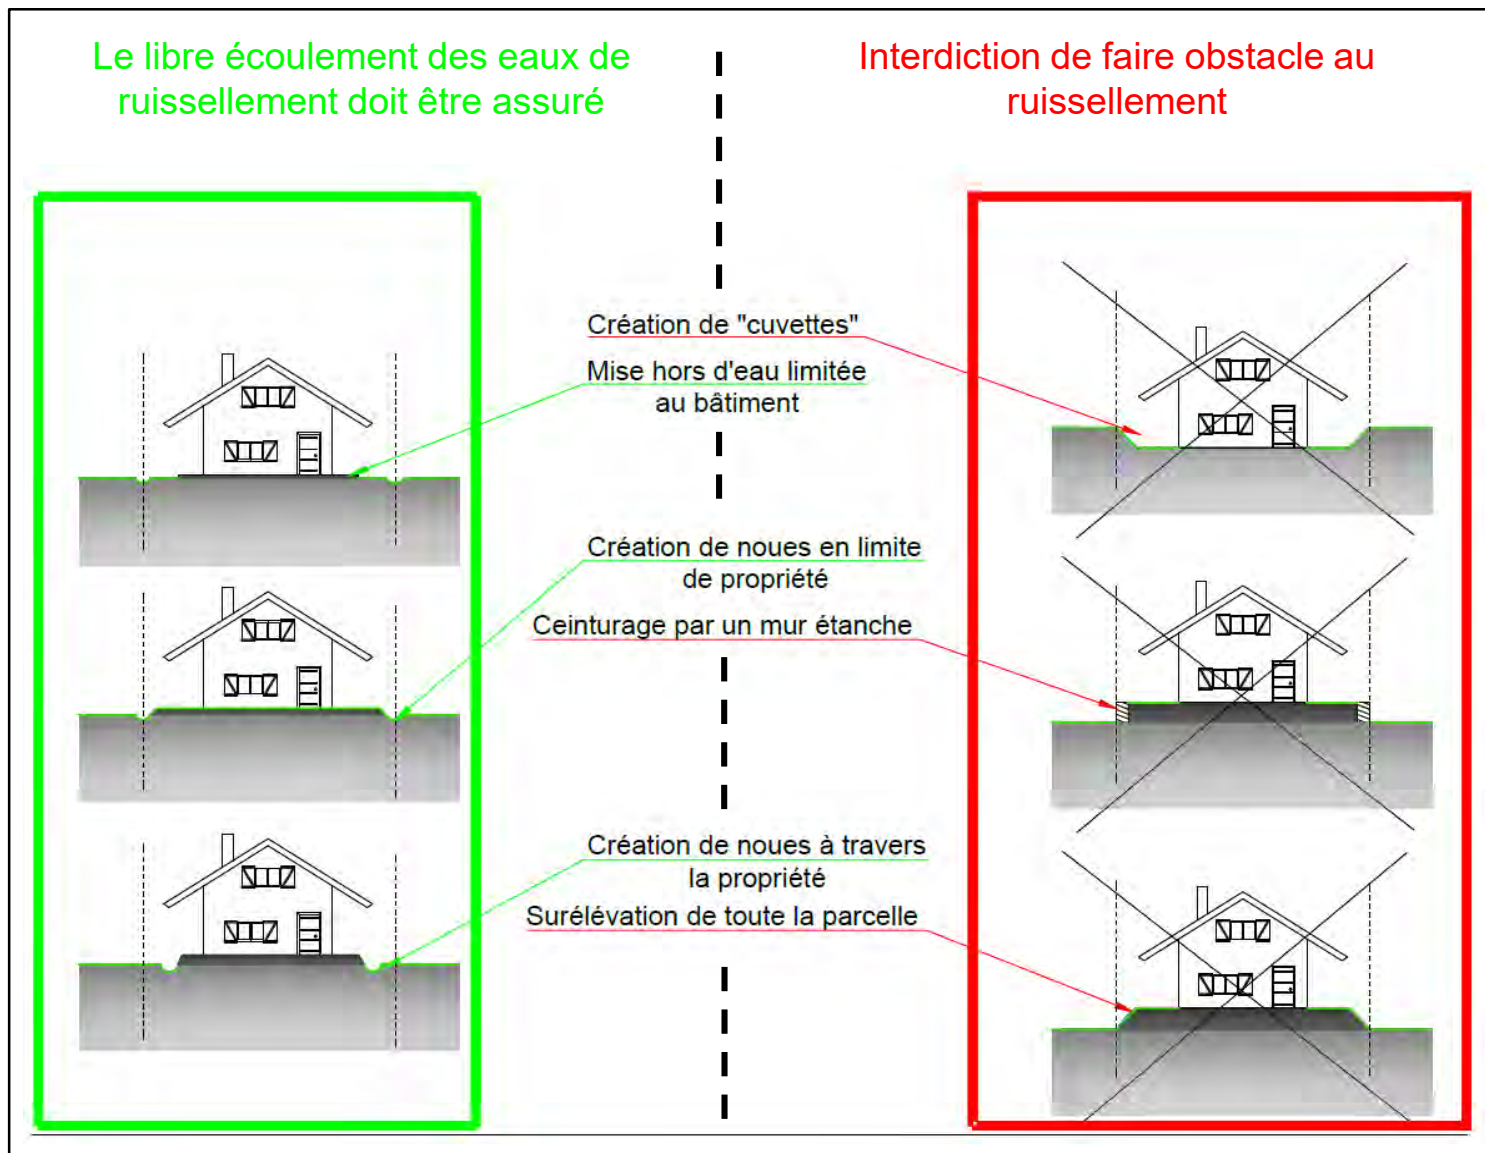 Le libre écoulement des eaux de
ruissellement doit être assuré
Interdiction de faire obstacle au
ruissellement
Création de "cuvettes"
Mise hors d'eau limitée
au bâtiment
Création de noues en limite
de propriété
Ceinturage par un mur étanche
Création de noues à travers
la propriété
Surélévation de toute la parcelle